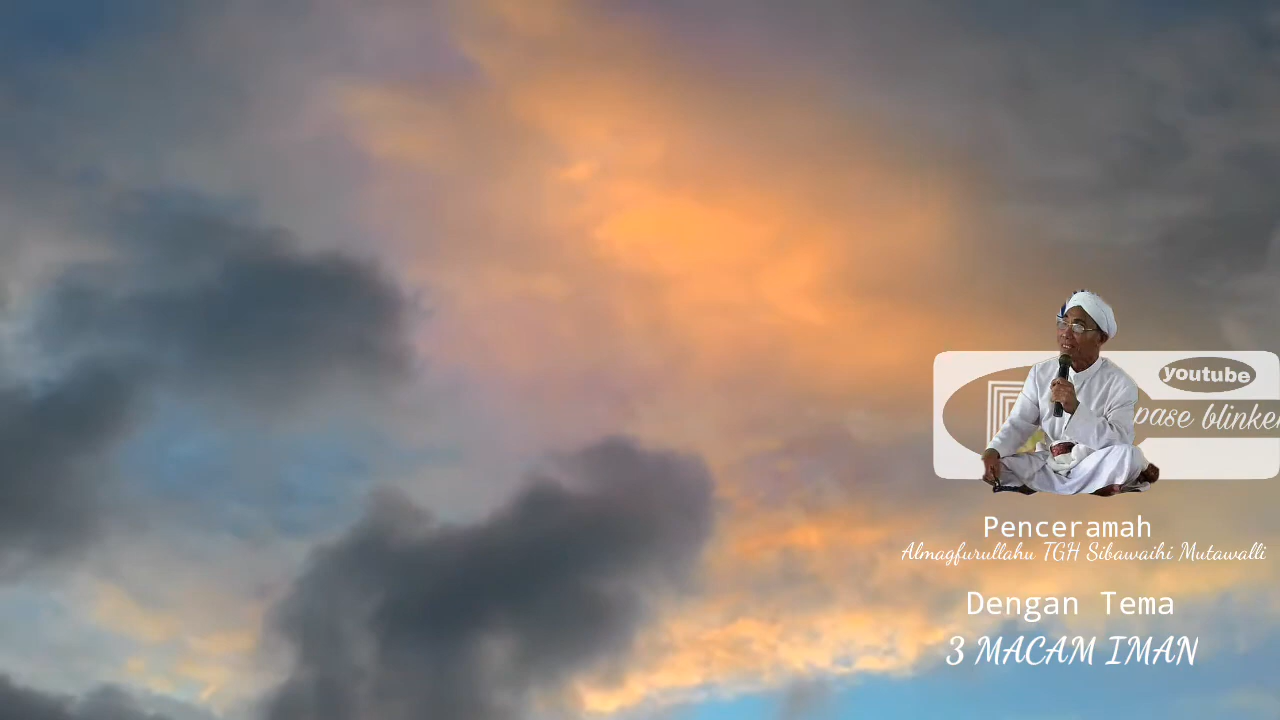 youtube
pase blinker
Penceramah
Almagfurullahu TGH Sibawaihi Mutawalli
Dengan Tema
3 MACAM IMAN